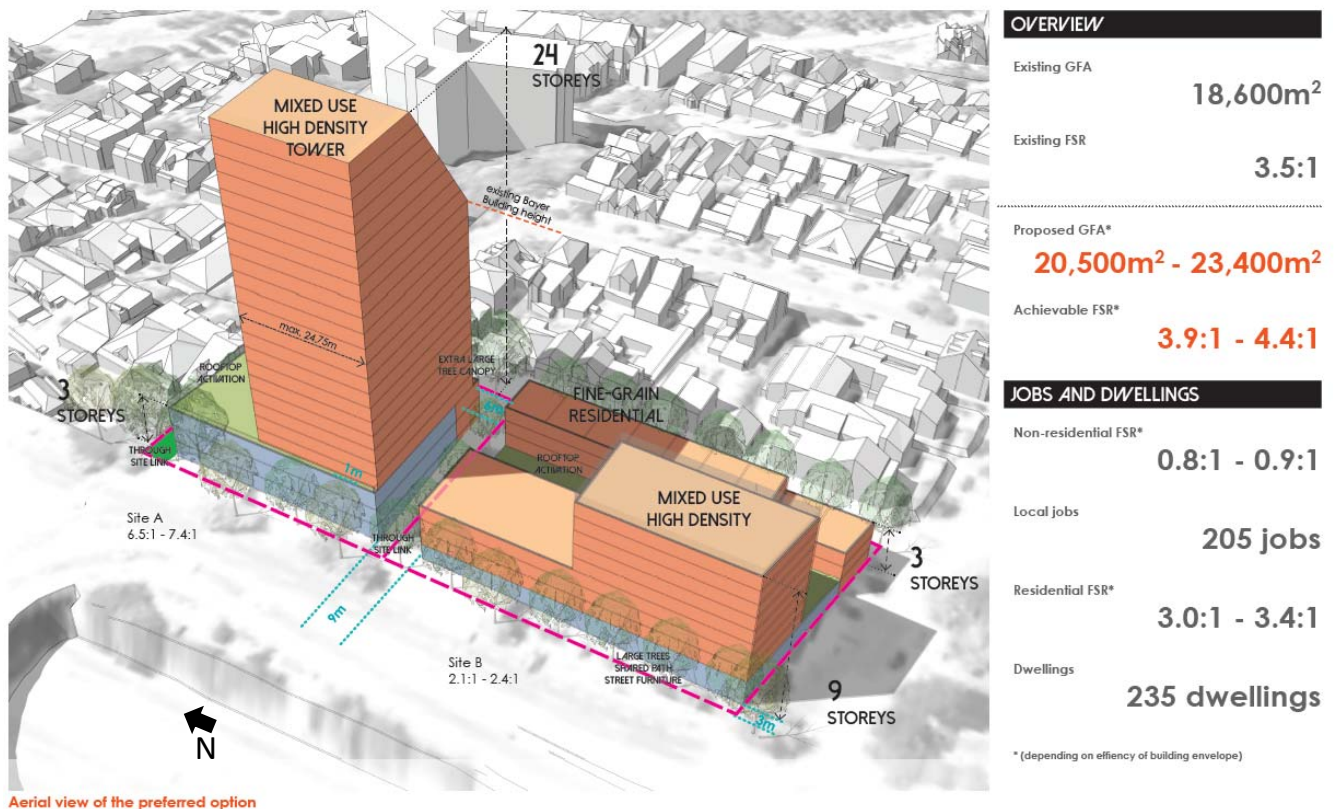 24
STOREYS
MIXED USE
HIGH DENSITY
TOWER
existing Bayer
Building height
max. 24.75m
ROOFTOP
ACTIVATION
EXTRA LARGE
TREE CANOPY
3
STOREYS
FINE-GRAIN
RESIDENTIAL
6m
THROUGH
SITE LINK
1m
ROOFTOP
ACTIVATION
MIXED USE
HIGH DENSITY
Site A
6.5:1 - 7.4:1
THROUGH
SITE LINK
3
STOREYS
9m
Site B
2.1:1 - 2.4:1
LARGE TREES
SHARED PATH
STREET FURNITURE
9
STOREYS
3m
N
Aerial view of the preferred option
OVERVIEW
Existing GFA
18,600m²
Existing FSR
3.5:1
Proposed GFA*
20,500m² - 23,400m²
Achievable FSR*
3.9:1 - 4.4:1
JOBS AND DWELLINGS
Non-residential FSR*
0.8:1 - 0.9:1
Local jobs
205 jobs
Residential FSR*
3.0:1 - 3.4:1
Dwellings
235 dwellings
* (depending on effiency of building envelope)